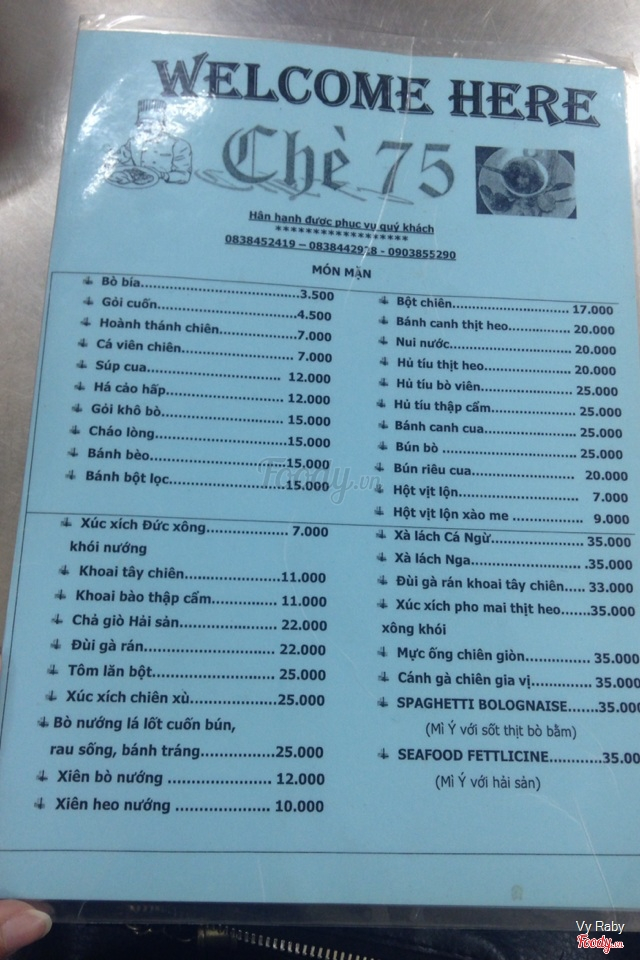 WELCOME HERE
Chè 75
Hân hạnh được phục vụ quý khách
*******************
0838452419 – 0838442928 - 0903855290
MÓN MẶN
Bò bía.................................3.500
Gỏi cuốn.............................4.500
Hoành thánh chiên................7.000
Cá viên chiên....................... 7.000
Súp cua........................... 12.000
Há cảo hấp........................ 12.000
Gỏi khô bò......................... 15.000
Cháo lòng...........................15.000
Bánh bèo............................15.000
Bánh bột lọc........................15.000
Bột chiên............................ 17.000
Bánh canh thịt heo.............. 20.000
Nui nước............................. 20.000
Hủ tíu thịt heo..................... 20.000
Hủ tíu bò viên...................... 25.000
Hủ tíu thập cẩm................... 25.000
Bánh canh cua..................... 25.000
Bún bò ............................... 25.000
Bún riêu cua........................ 20.000
Hột vịt lộn........................... 7.000
Hột vịt lộn xào me ............... 9.000
Xúc xích Đức xông.................. 7.000
khói nướng
Khoai tây chiên....................11.000
Khoai bào thập cẩm.............. 11.000
Chả giò Hải sản.................... 22.000
Đùi gà rán........................... 22.000
Tôm lăn bột......................... 25.000
Xúc xích chiên xù..................25.000
Bò nướng lá lốt cuốn bún,
rau sống, bánh tráng...............25.000
Xiên bò nướng ..................... 12.000
Xiên heo nướng ................... 10.000
Xà lách Cá Ngừ..................... 35.000
Xà lách Nga.........................35.000
Đùi gà rán khoai tây chiên..... 33.000
Xúc xích pho mai thịt heo.......35.000
xông khói
Mực ống chiên giòn............... 35.000
Cánh gà chiên gia vị.............. 35.000
SPAGHETTI BOLOGNAISE.......35.000
(Mì Ý với sốt thịt bò bằm)
SEAFOOD FETTLICINE............35.00
(Mì Ý với hải sản)
Foody.vn
Vy Raby
Foody.vn